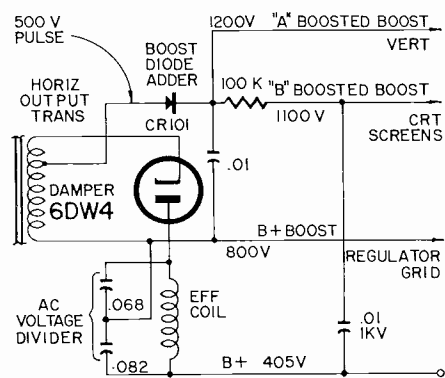 1200V "A" BOOSTED BOOST
VERT
500 V
PULSE
BOOST
DIODE
ADDER
HORIZ
OUTPUT
TRANS
CR101
100 K
"B" BOOSTED BOOST
1100V
CRT
SCREENS
.01
DAMPER
6DW4
B+ BOOST
800V
REGULATOR
GRID
AC
VOLTAGE
DIVIDER
.068
.082
EFF
COIL
.01
1KV
B+ 405V